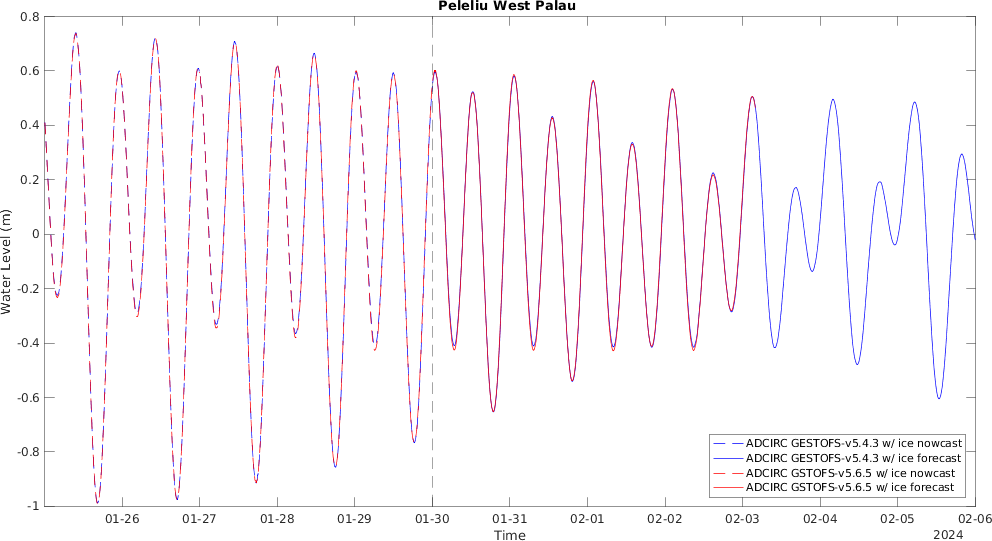 Peleliu West Palau
0.8
0.6
0.4
0.2
0
-0.2
-0.4
-0.6
-0.8
-1
Water Level (m)
01-26 01-27 01-28 01-29 01-30 01-31 02-01 02-02 02-03 02-04 02-05 02-06
Time
2024
ADCIRC GESTOFS-v5.4.3 w/ ice nowcast
ADCIRC GESTOFS-v5.4.3 w/ ice forecast
ADCIRC GSTOFS-v5.6.5 w/ ice nowcast
ADCIRC GSTOFS-v5.6.5 w/ ice forecast